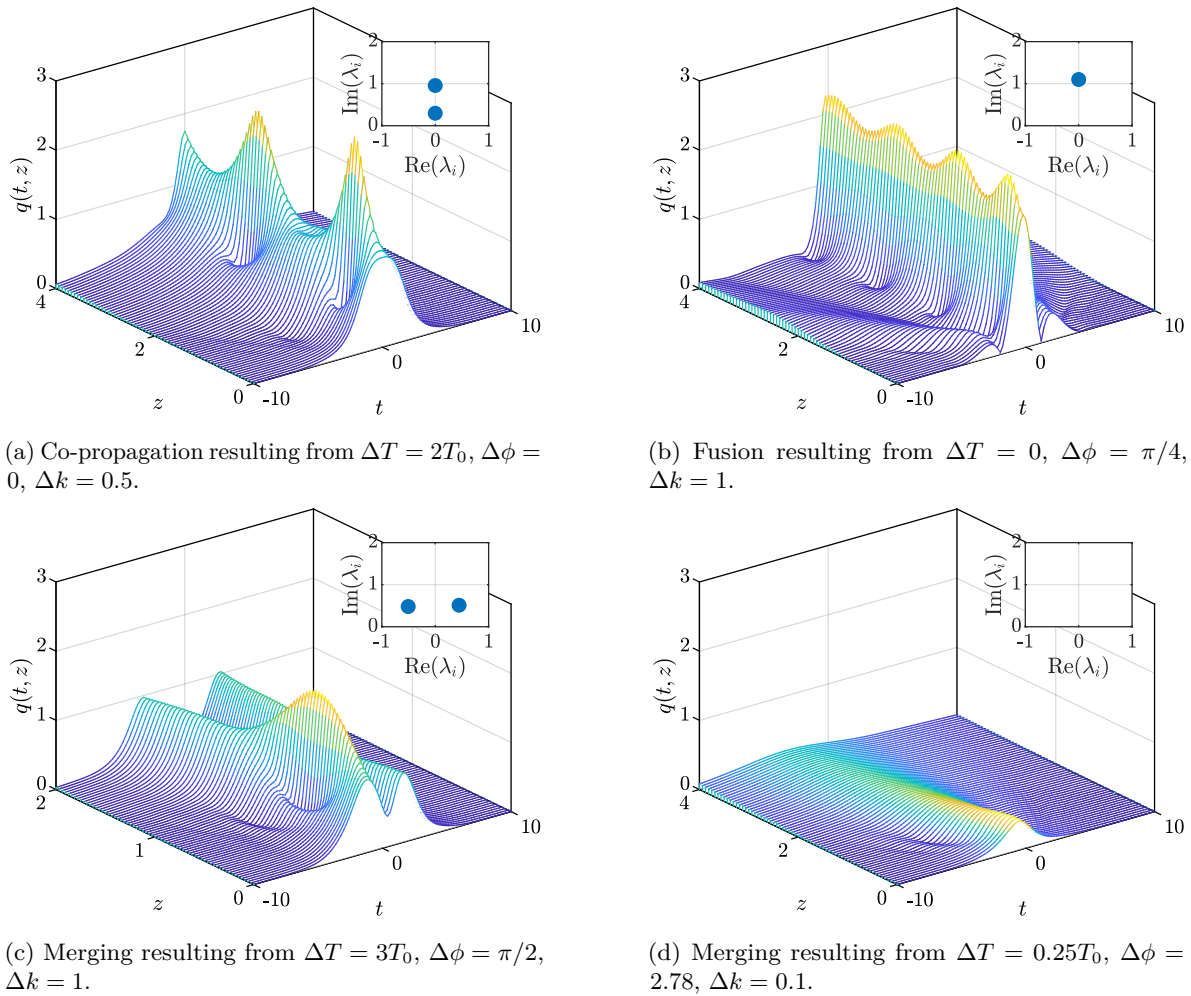 3
2
1
0
q(t, z)
4
2
0
z
-10
0
10
t
2
1
0
Im(λᵢ)
-1
0
1
Re(λᵢ)
(a) Co-propagation resulting from ΔT = 2T₀, Δϕ =
0, Δk = 0.5.
3
2
1
0
q(t, z)
4
2
0
z
-10
0
10
t
2
1
0
Im(λᵢ)
-1
0
1
Re(λᵢ)
(b) Fusion resulting from ΔT = 0, Δϕ = π/4,
Δk = 1.
3
2
1
0
q(t, z)
2
1
0
z
-10
0
10
t
2
1
0
Im(λᵢ)
-1
0
1
Re(λᵢ)
(c) Merging resulting from ΔT = 3T₀, Δϕ = π/2,
Δk = 1.
3
2
1
0
q(t, z)
4
2
0
z
-10
0
10
t
2
1
0
Im(λᵢ)
-1
0
1
Re(λᵢ)
(d) Merging resulting from ΔT = 0.25T₀, Δϕ =
2.78, Δk = 0.1.